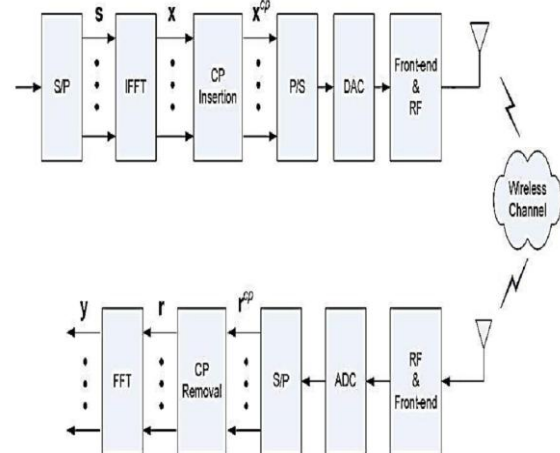 s x x^cp
S/P IFFT CP Insertion P/S DAC Front-end & RF
Wireless Channel
y r r^cp
FFT CP Removal S/P ADC RF & Front-end